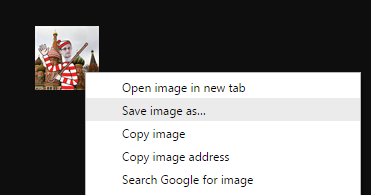 Open image in new tab
Save image as...
Copy image
Copy image address
Search Google for image